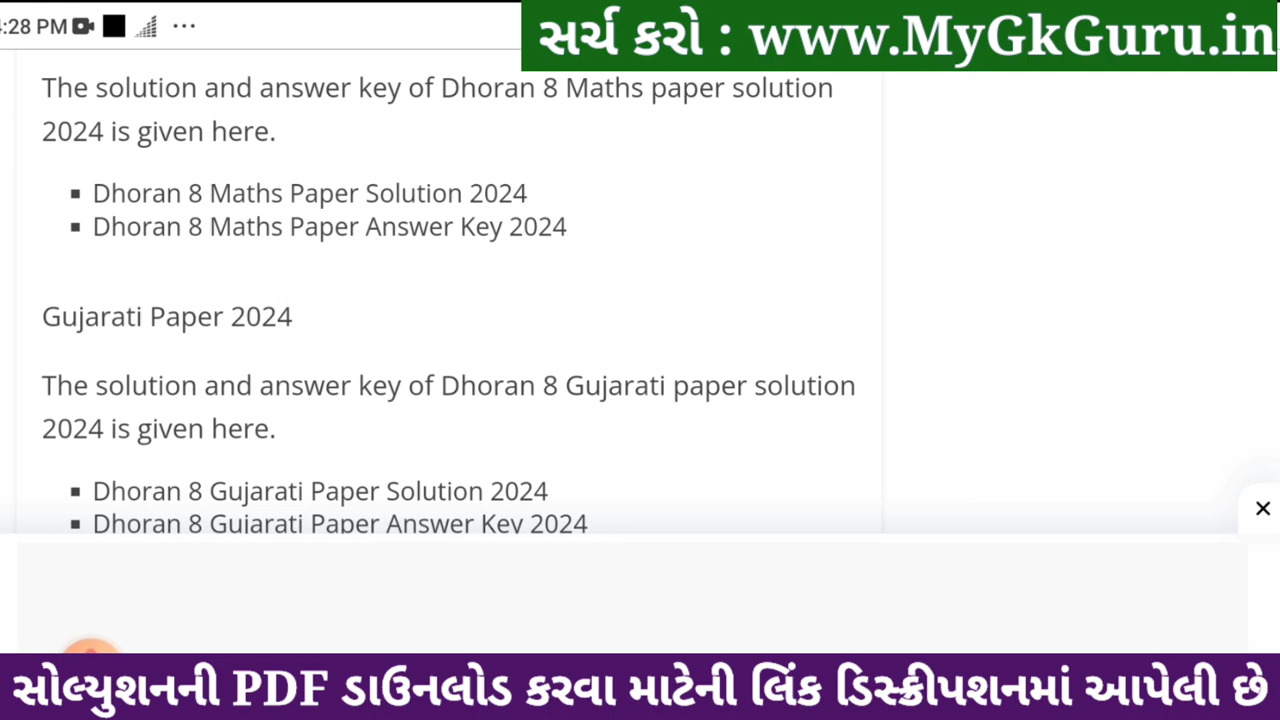 :28 PM ...
સર્ચ કરો : www.MyGkGuru.in
The solution and answer key of Dhoran 8 Maths paper solution
2024 is given here.
▪ Dhoran 8 Maths Paper Solution 2024
▪ Dhoran 8 Maths Paper Answer Key 2024
Gujarati Paper 2024
The solution and answer key of Dhoran 8 Gujarati paper solution
2024 is given here.
▪ Dhoran 8 Gujarati Paper Solution 2024
▪ Dhoran 8 Gujarati Paper Answer Key 2024
સોલ્યુશનની PDF ડાઉનલોડ કરવા માટેની લિંક ડિસ્ક્રીપશનમાં આપેલી છે